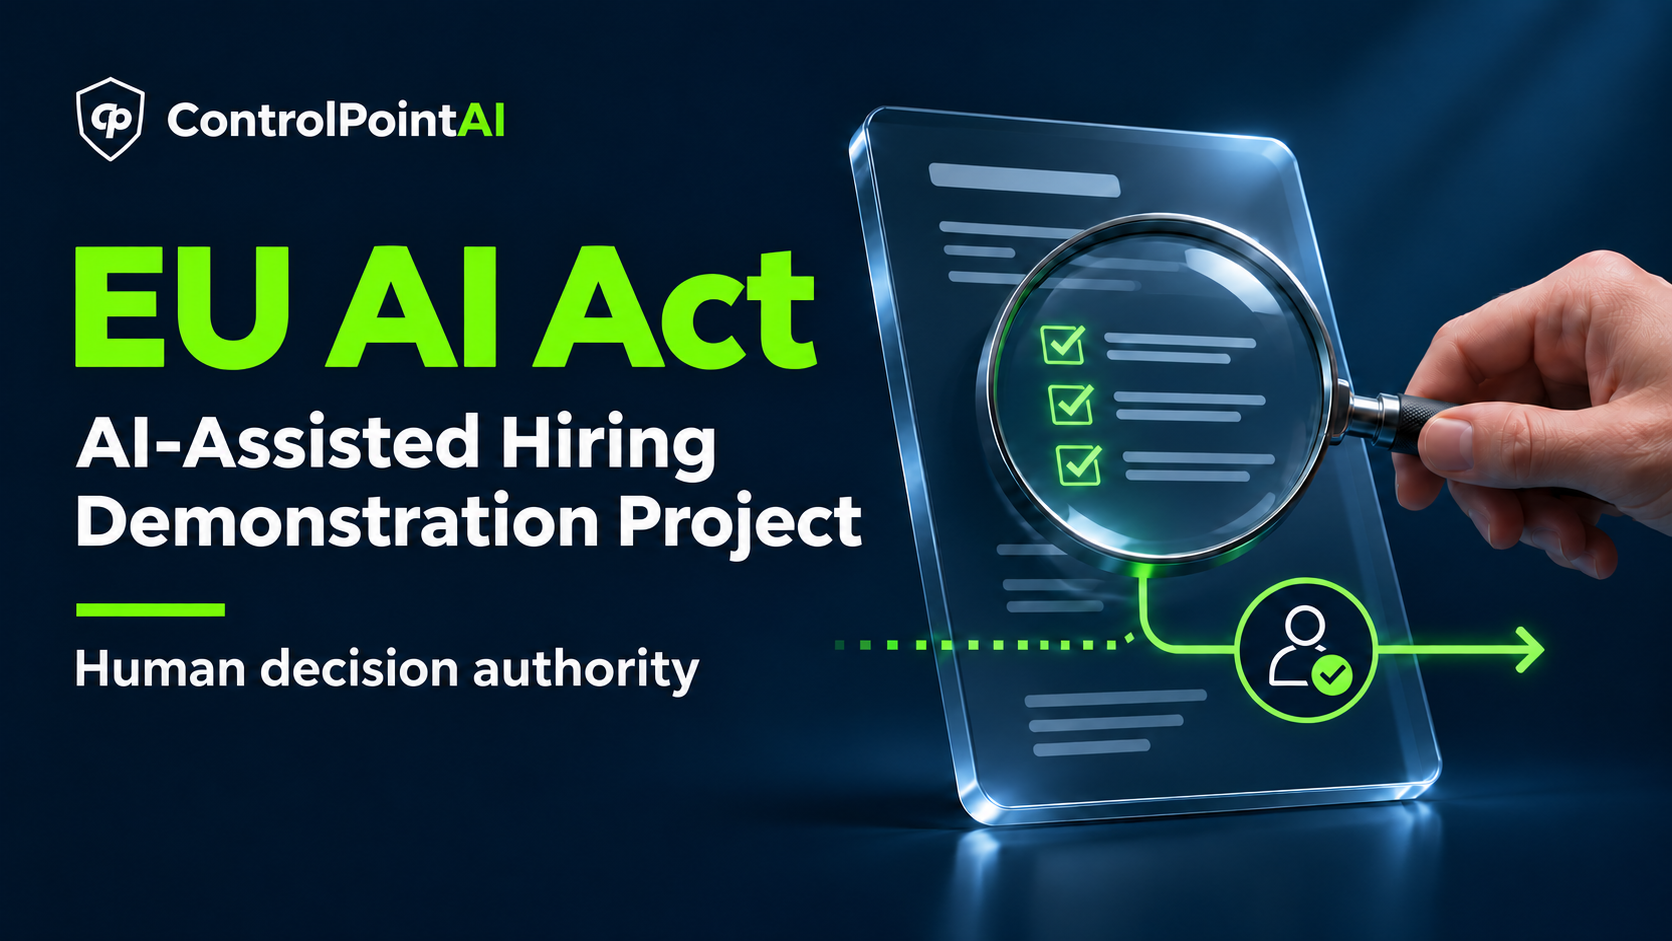 ControlPointAI
EU AI Act
AI-Assisted Hiring
Demonstration Project
Human decision authority